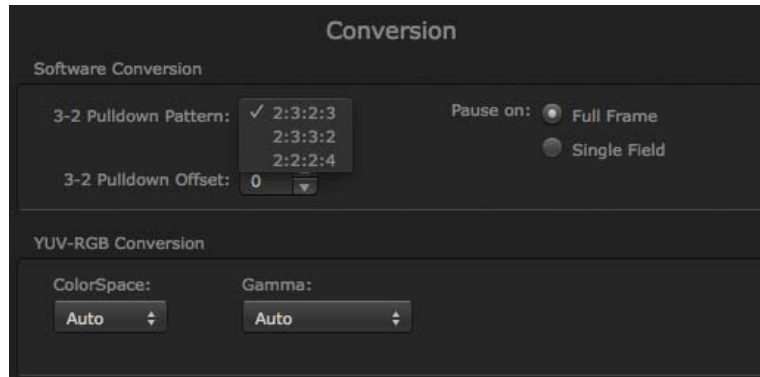 Conversion
Software Conversion
3-2 Pulldown Pattern: ✓ 2:3:2:3
2:3:3:2
2:2:2:4
Pause on: Full Frame
Single Field
3-2 Pulldown Offset: 0
YUV-RGB Conversion
ColorSpace: Gamma:
Auto Auto